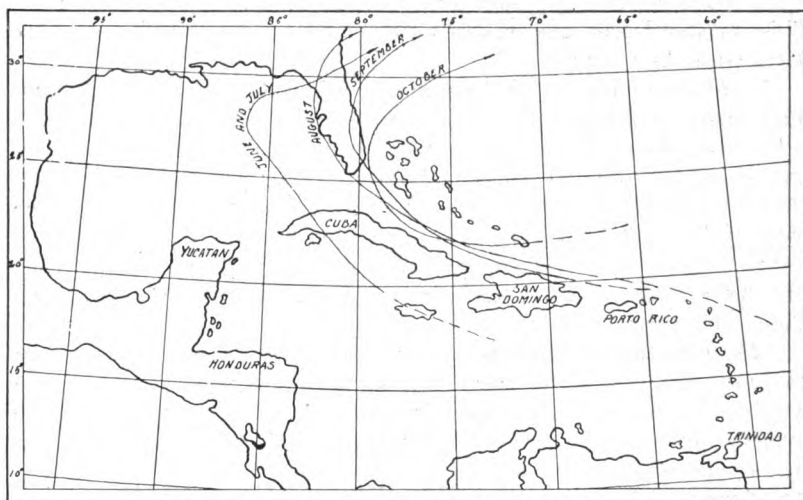 95° 90° 85° 80° 75° 70° 65° 60°
30°
25°
20°
15°
10°
JUNE AND JULY
AUGUST
SEPTEMBER
OCTOBER
CUBA
YUCATAN
SAN DOMINGO
PORTO RICO
HONDURAS
TRINIDAD